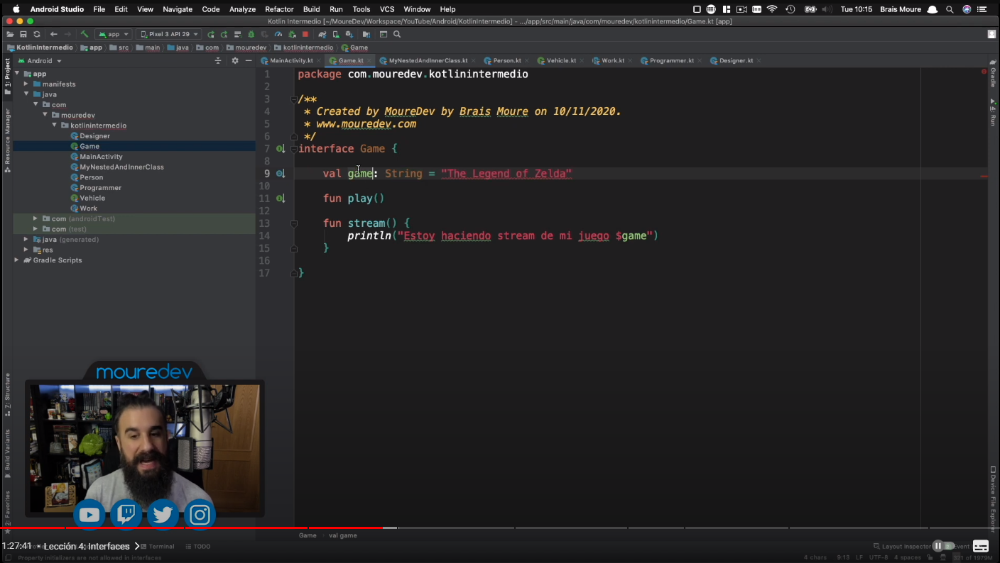 Android Studio File Edit View Navigate Code Analyze Refactor Build Run Tools VCS Window Help Tue 10:15 Brais Moure
Kotlin Intermedio [~/MoureDev/Workspace/YouTube/Android/KotlinIntermedio] - .../app/src/main/java/com/mouredev/kotlinintermedio/Game.kt [app]
app Pixel 3 API 29
KotlinIntermedio app src main java com mouredev kotlinintermedio Game
Android
MainActivity.kt Game.kt MyNestedAndInnerClass.kt Person.kt Vehicle.kt Work.kt Programmer.kt Designer.kt
1: Project
Resource Manager
Z: Structure
Build Variants
2: Favorites
app
manifests
java
com
mouredev
kotlinintermedio
Designer
Game
MainActivity
MyNestedAndInnerClass
Person
Programmer
Vehicle
Work
com (androidTest)
com (test)
java (generated)
res
Gradle Scripts
1 package com.mouredev.kotlinintermedio
2
3 /**
4 * Created by MoureDev by Brais Moure on 10/11/2020.
5 * www.mouredev.com
6 */
7 interface Game {
8
9 val game: String = "The Legend of Zelda"
10
11 fun play()
12
13 fun stream() {
14 println("Estoy haciendo stream de mi juego $game")
15 }
16
17 }
Gradle
4: Run
Device File Explorer
mouredev
Game val game
1:27:41 • Lección 4: Interfaces
Terminal TODO Layout Inspector Event
Property initializers are not allowed in interfaces 4 chars 9:13 LF UTF-8 4 spaces 321 of 1979M